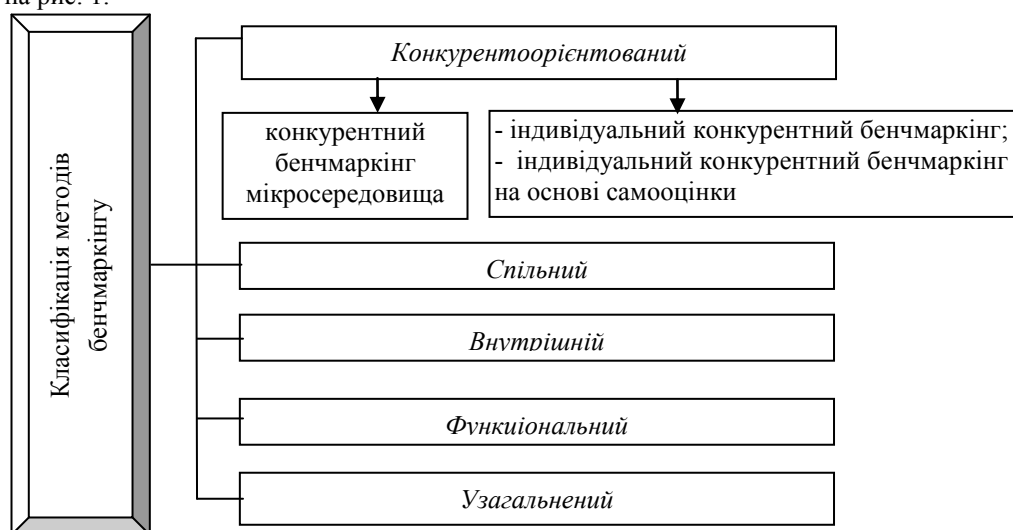 на рис. 1.
Класифікація методів
бенчмаркінгу
Конкурентоорієнтований
конкурентний
бенчмаркінг
мікросередовища
- індивідуальний конкурентний бенчмаркінг;
- індивідуальний конкурентний бенчмаркінг
на основі самооцінки
Спільний
Внутрішній
Функціональний
Узагальнений